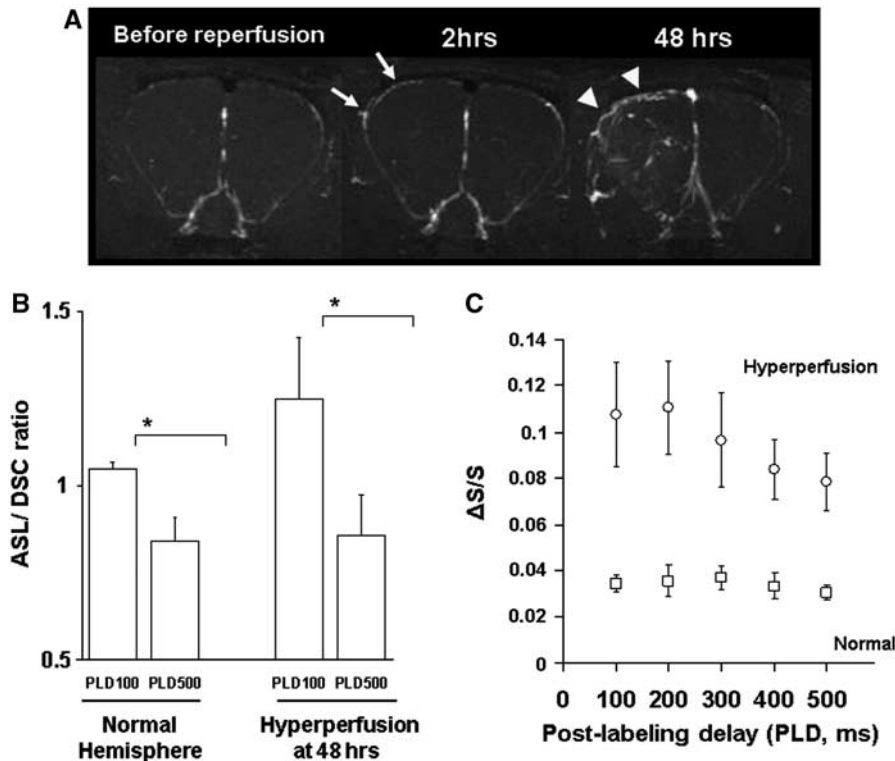 A
Before reperfusion 2hrs 48 hrs
B
1.5
1
0.5
ASL/ DSC ratio
*
*
PLD100 PLD500 PLD100 PLD500
Normal Hemisphere
Hyperperfusion at 48 hrs
C
0.14
0.12
0.1
0.08
0.06
0.04
0.02
0
ΔS/S
Hyperperfusion
Normal
0 100 200 300 400 500
Post-labeling delay (PLD, ms)